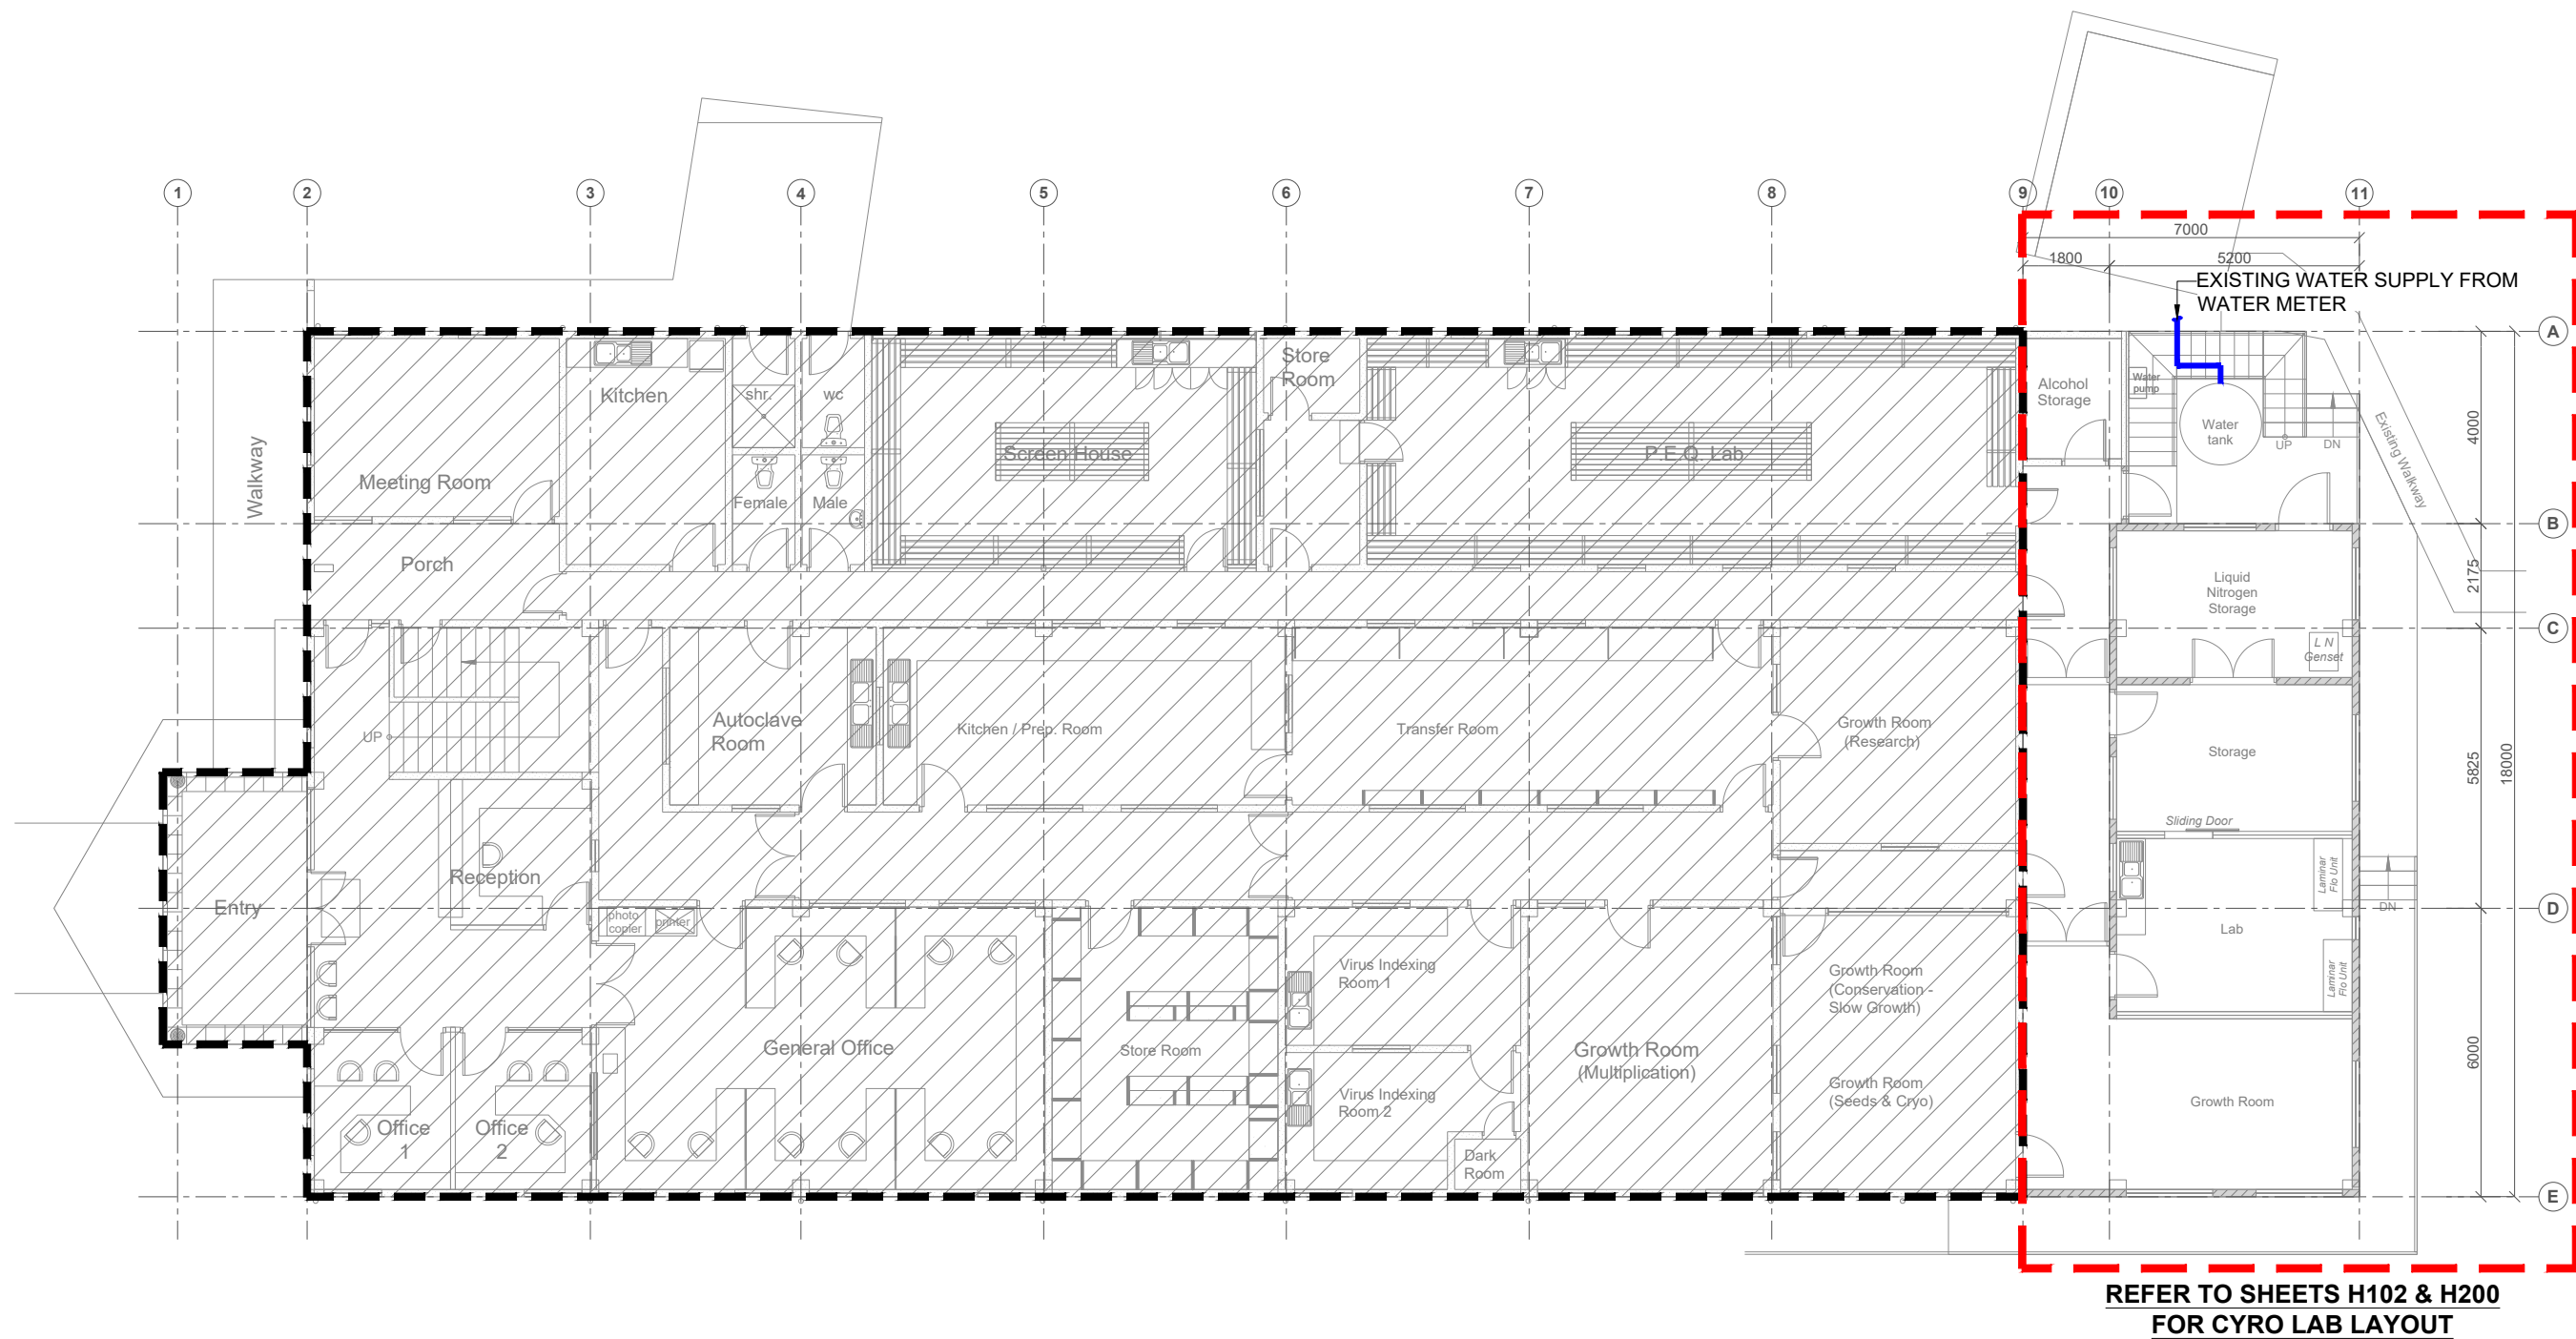 1 2 3 4 5 6 7 8 9 10 11
7000
1800 5200
EXISTING WATER SUPPLY FROM
WATER METER
A
B
C
D
E
4000
2175
5825
18000
6000
Walkway
Meeting Room
Kitchen
shr.
wc
Female
Male
Screen House
Store
Room
P.E.Q. Lab
Alcohol
Storage
Water
pump
Water
tank
UP
DN
Existing Walkway
Porch
Liquid
Nitrogen
Storage
L N
Genset
UP
Autoclave
Room
Kitchen / Prep. Room
Transfer Room
Growth Room
(Research)
Storage
Sliding Door
Entry
Reception
photo
copier
printer
Laminar
Flo Unit
DN
Lab
Laminar
Flo Unit
General Office
Office
1
Office
2
Store Room
Virus Indexing
Room 1
Virus Indexing
Room 2
Dark
Room
Growth Room
(Multiplication)
Growth Room
(Conservation -
Slow Growth)
Growth Room
(Seeds & Cryo)
Growth Room
REFER TO SHEETS H102 & H200
FOR CYRO LAB LAYOUT